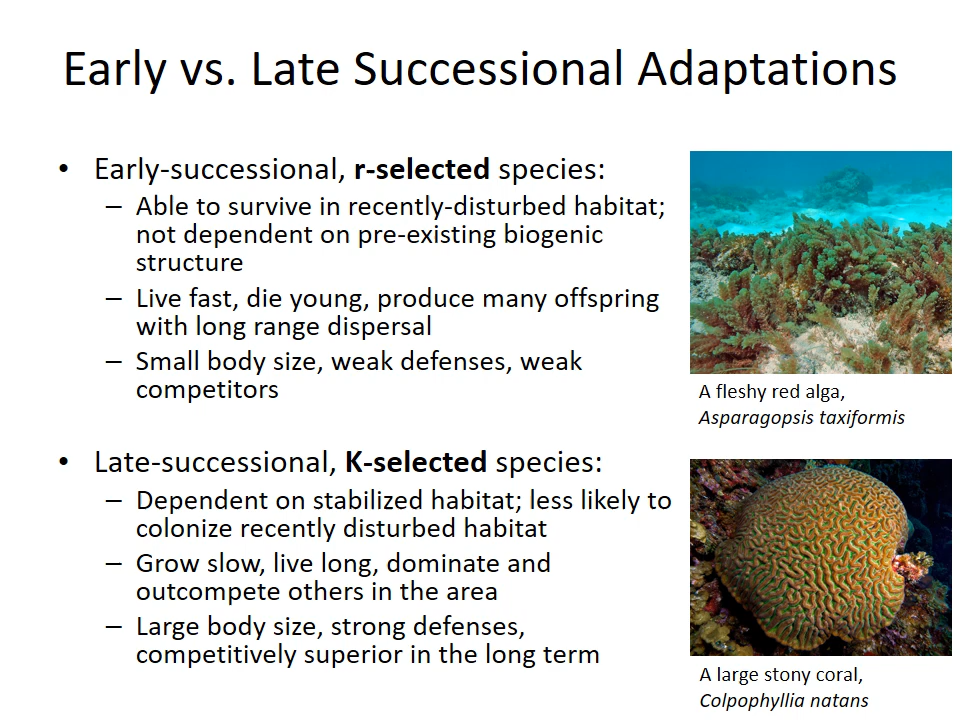 Early vs. Late Successional Adaptations
• Early-successional, r-selected species:
– Able to survive in recently-disturbed habitat;
not dependent on pre-existing biogenic
structure
– Live fast, die young, produce many offspring
with long range dispersal
– Small body size, weak defenses, weak
competitors
A fleshy red alga,
Asparagopsis taxiformis
• Late-successional, K-selected species:
– Dependent on stabilized habitat; less likely to
colonize recently disturbed habitat
– Grow slow, live long, dominate and
outcompete others in the area
– Large body size, strong defenses,
competitively superior in the long term
A large stony coral,
Colpophyllia natans